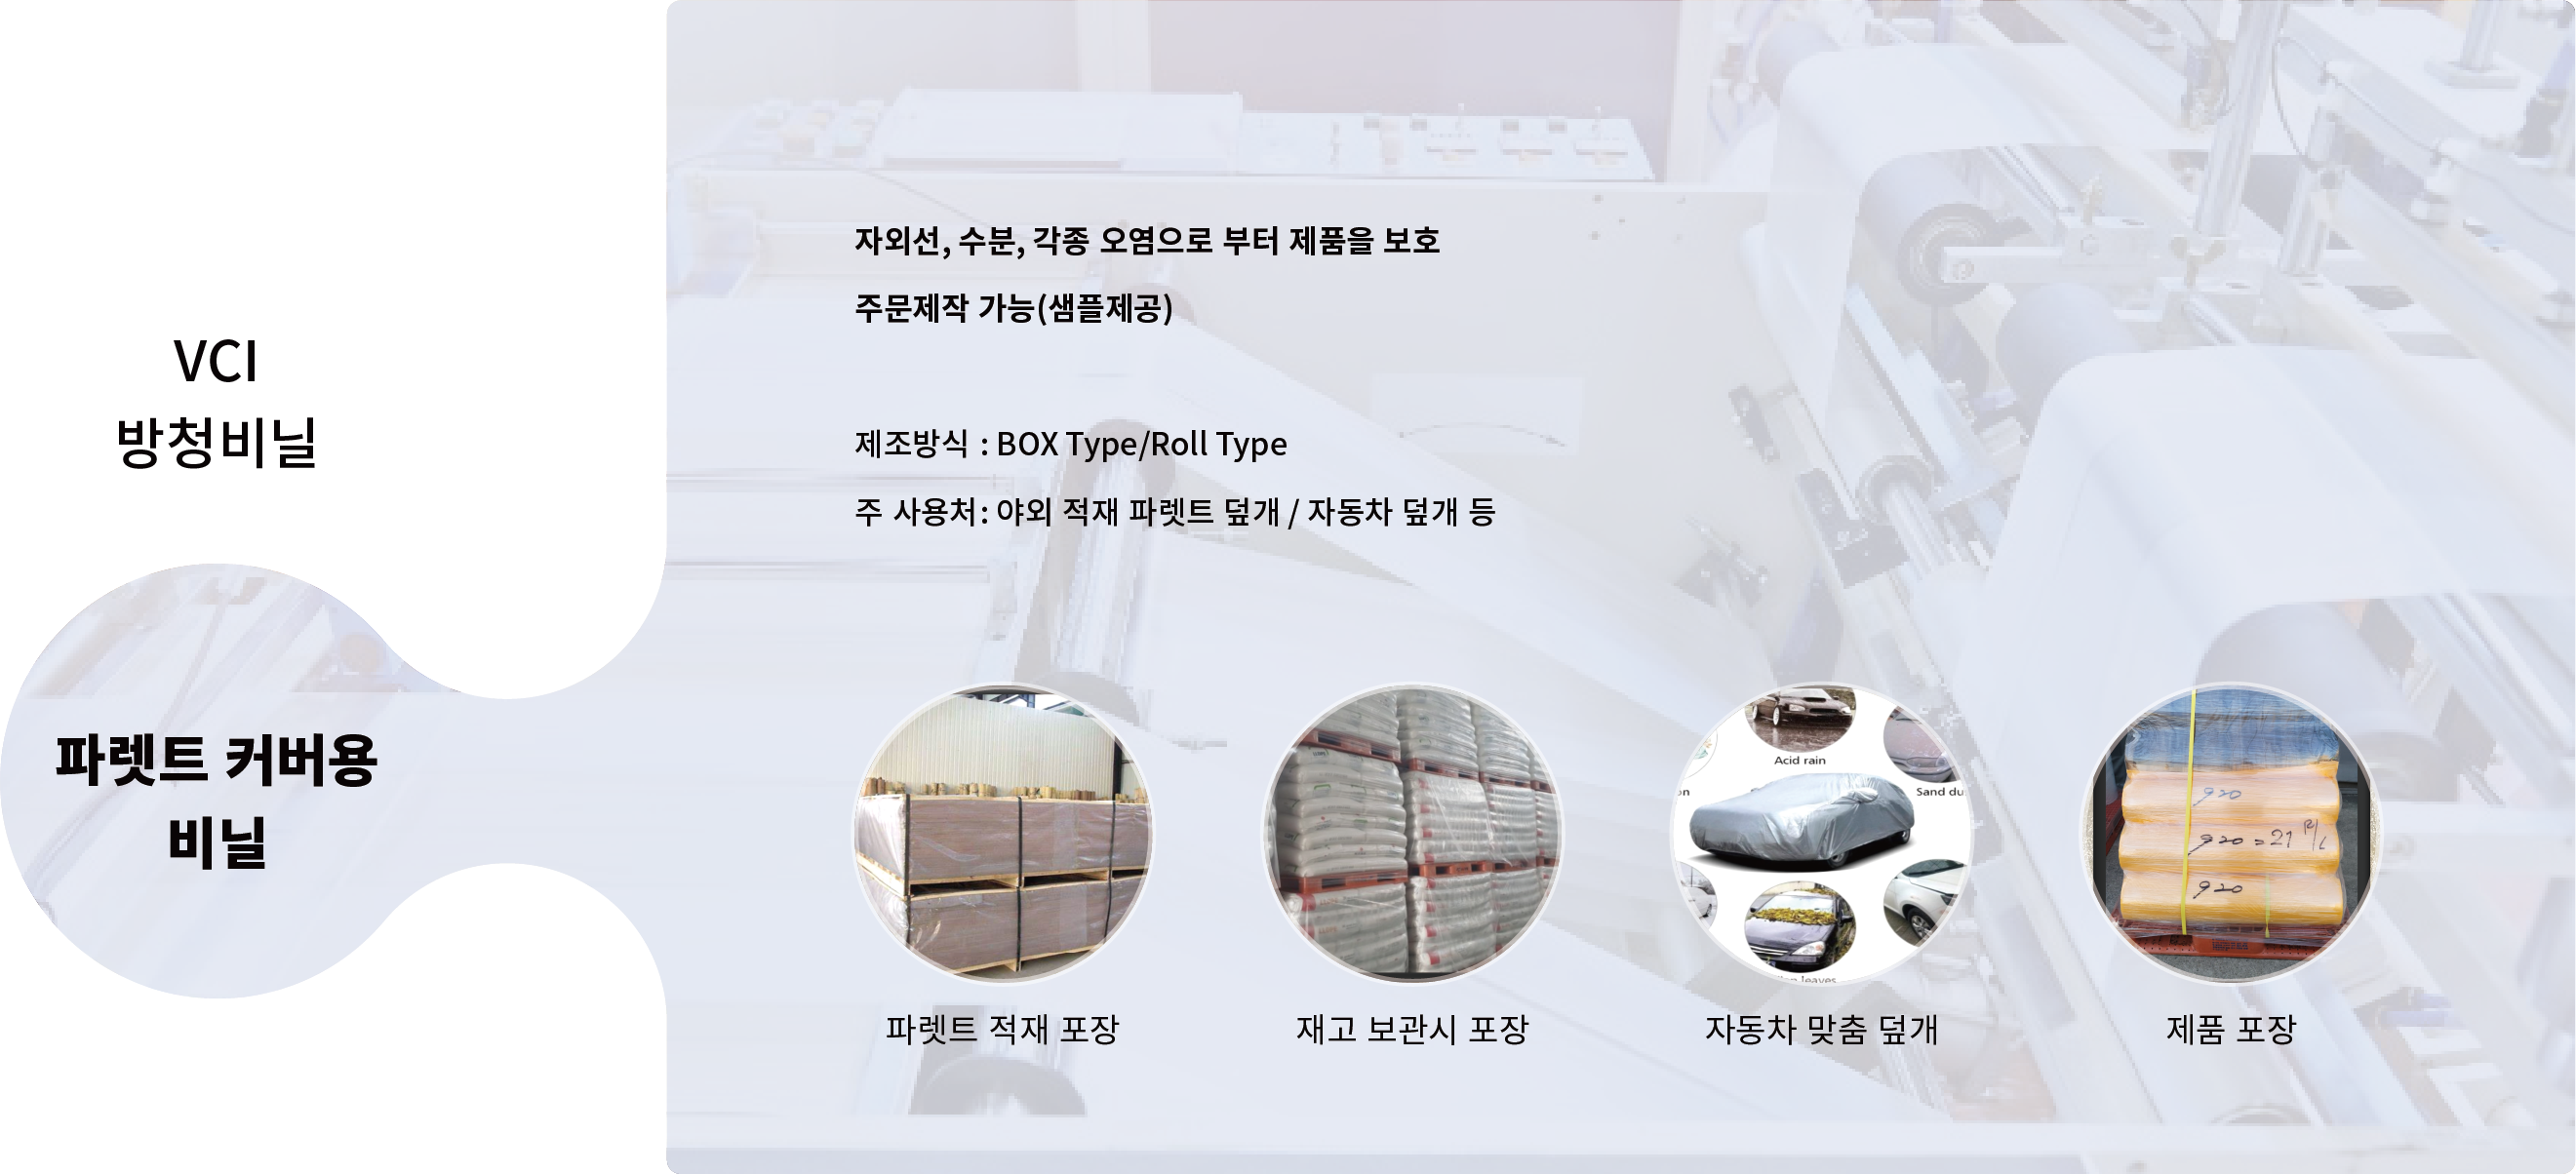 VCI
방청비닐
파렛트 커버용
비닐
자외선, 수분, 각종 오염으로 부터 제품을 보호
주문제작 가능(샘플제공)
제조방식 : BOX Type/Roll Type
주 사용처: 야외 적재 파렛트 덮개 / 자동차 덮개 등
Acid rain
Sand du
leaves
920
920 = 21 R/L
920
파렛트 적재 포장
재고 보관시 포장
자동차 맞춤 덮개
제품 포장